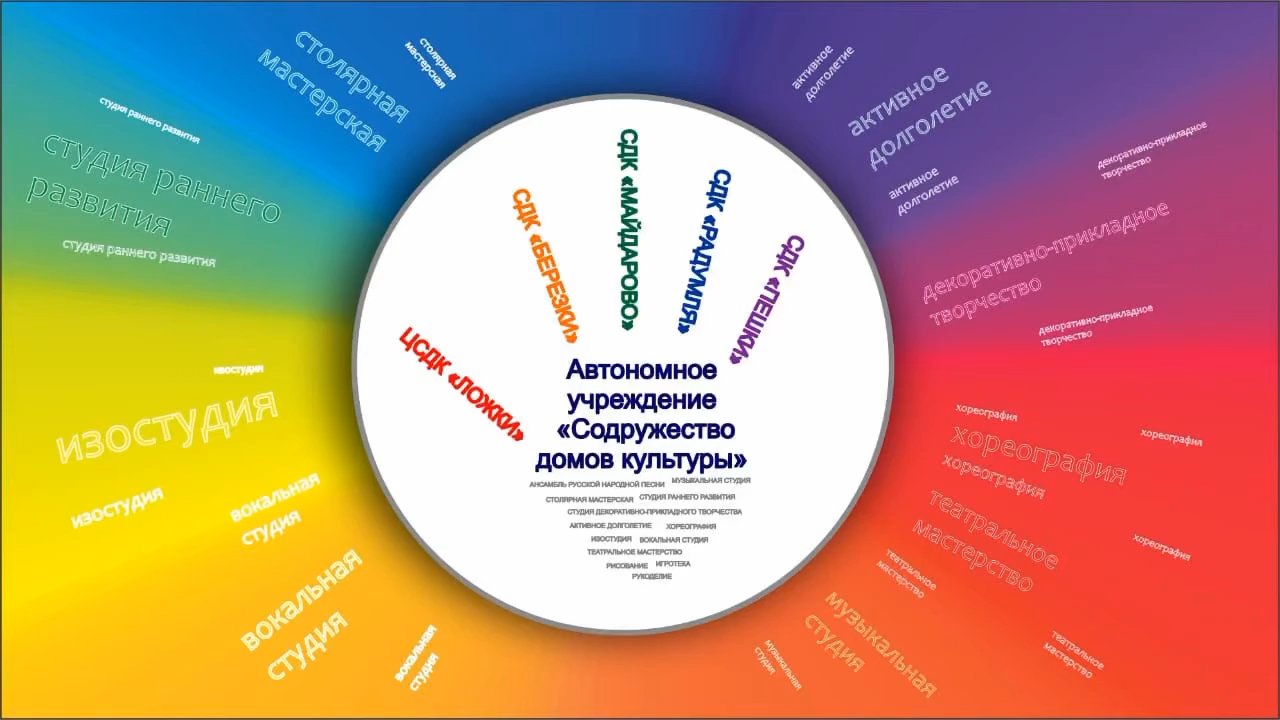 столярная
мастерская
столярная
мастерская
студия раннего развития
студия раннего
развития
студия раннего развития
изостудия
изостудия
изостудия
вокальная
студия
вокальная
студия
вокальная
студия
ЦСДК «ЛОЖКИ»
СДК «БЕРЕЗКИ»
СДК «МАЙДАРОВО»
СДК «РАДУМЛЯ»
СДК «ПЕШКИ»
Автономное
учреждение
«Содружество
домов культуры»
АНСАМЕЛЬ РУССКОЙ НАРОДНОЙ ПЕСНИ МУЗЫКАЛЬНАЯ СТУДИЯ
СТОЛЯРНАЯ МАСТЕРСКАЯ СТУДИЯ РАННЕГО РАЗВИТИЯ
СТУДИЯ ДЕКОРАТИВНО-ПРИКЛАДНОГО ТВОРЧЕСТВА
АКТИВНОЕ ДОЛГОЛЕТИЕ ХОРЕОГРАФИЯ
ИЗОСТУДИЯ ВОКАЛЬНАЯ СТУДИЯ
ТЕАТРАЛЬНОЕ МАСТЕРСТВО
РИСОВАНИЕ ИГРОТЕКА
РУКОДЕЛИЕ
активное
долголетие
активное
долголетие
активное
долголетие
декоративно-прикладное
творчество
декоративно-прикладное
творчество
декоративно-прикладное
творчество
хореография
хореография
хореография
хореография
хореография
театральное
мастерство
театральное
мастерство
театральное
мастерство
музыкальная
студия
музыкальная
студия